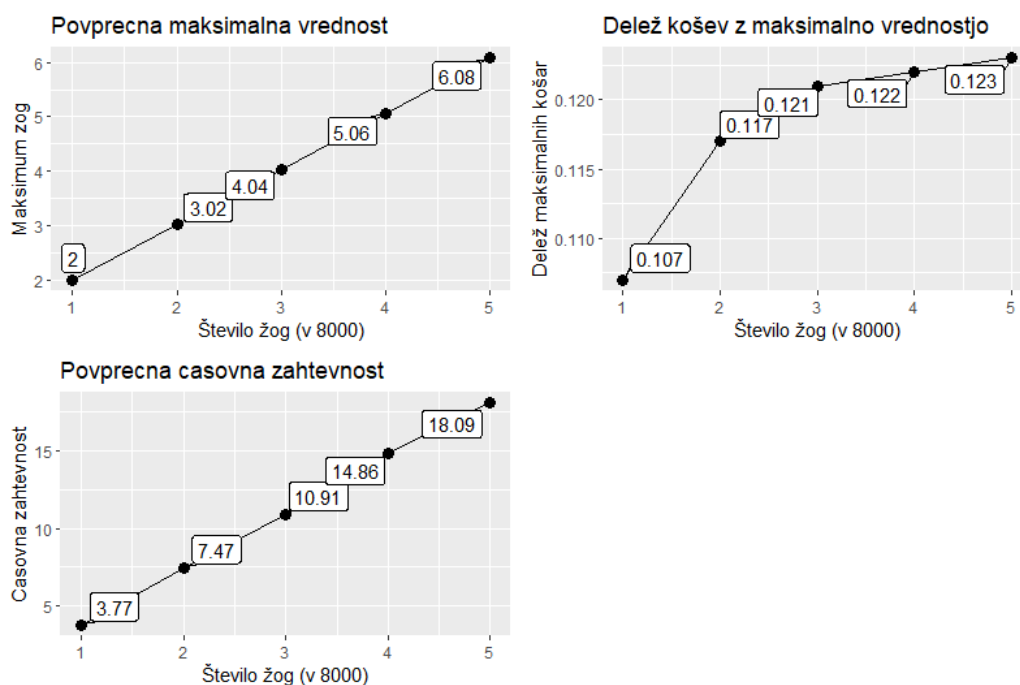 Povprecna maksimalna vrednost
Maksimum zog
6
5
4
3
2
2
3.02
4.04
5.06
6.08
1 2 3 4 5
Število žog (v 8000)
Delež košev z maksimalno vrednostjo
Delež maksimalnih košar
0.120
0.115
0.110
0.107
0.117
0.121
0.122
0.123
1 2 3 4 5
Število žog (v 8000)
Povprecna casovna zahtevnost
Casovna zahtevnost
15
10
5
3.77
7.47
10.91
14.86
18.09
1 2 3 4 5
Število žog (v 8000)